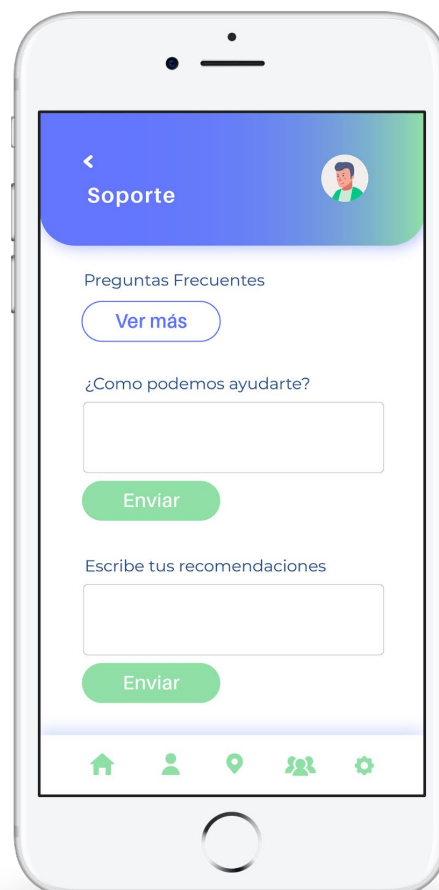 Soporte
Preguntas Frecuentes
Ver más
¿Como podemos ayudarte?
Enviar
Escribe tus recomendaciones
Enviar